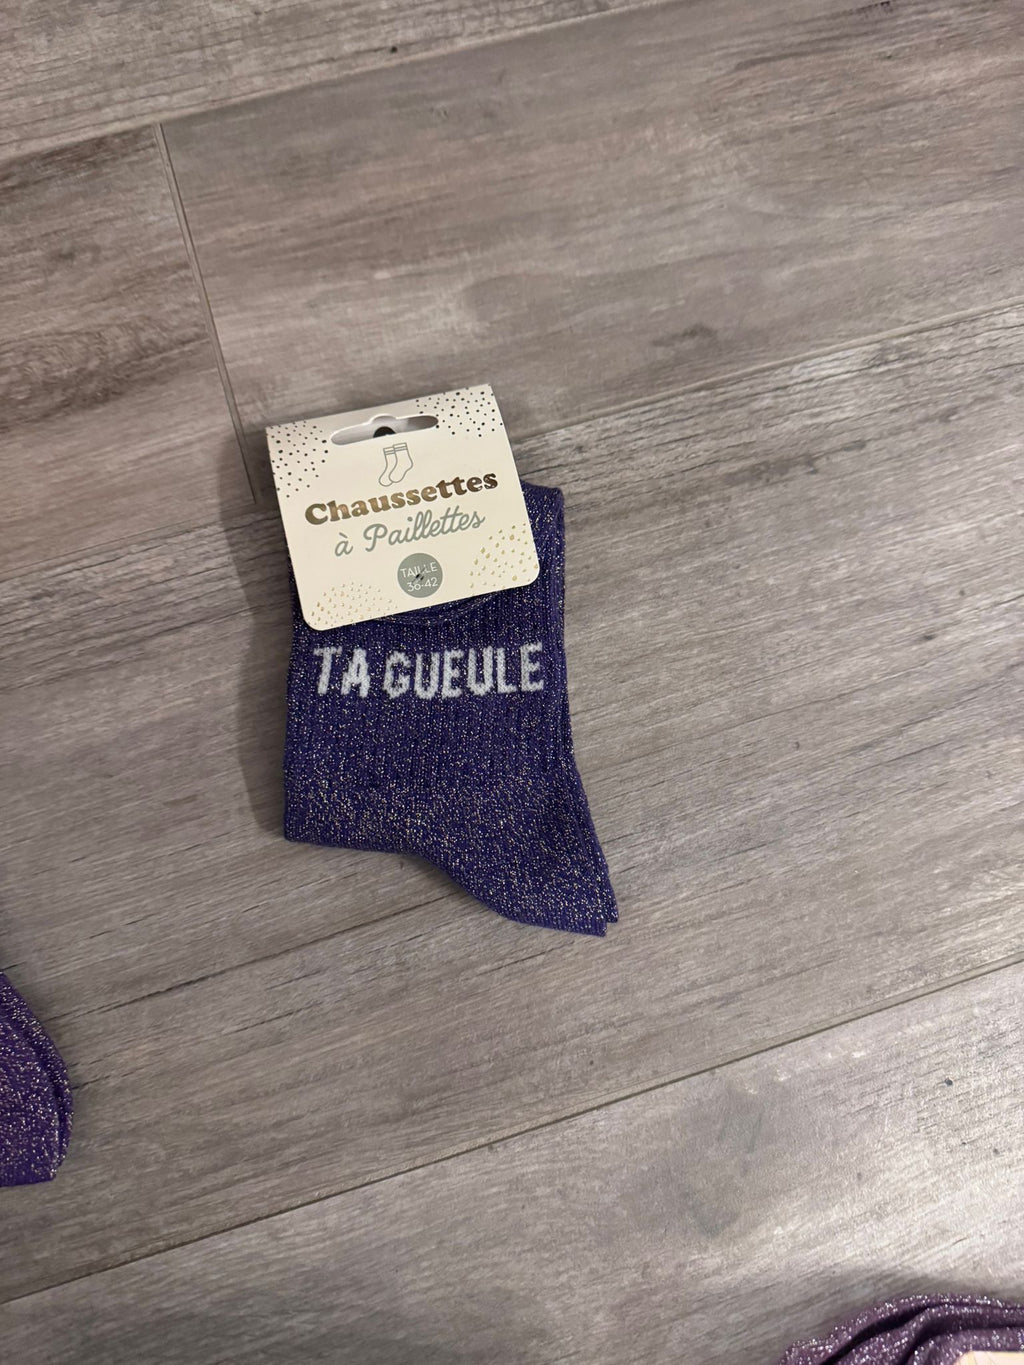 Chaussettes
à Paillettes
TAILLE
36-42
TA GUEULE